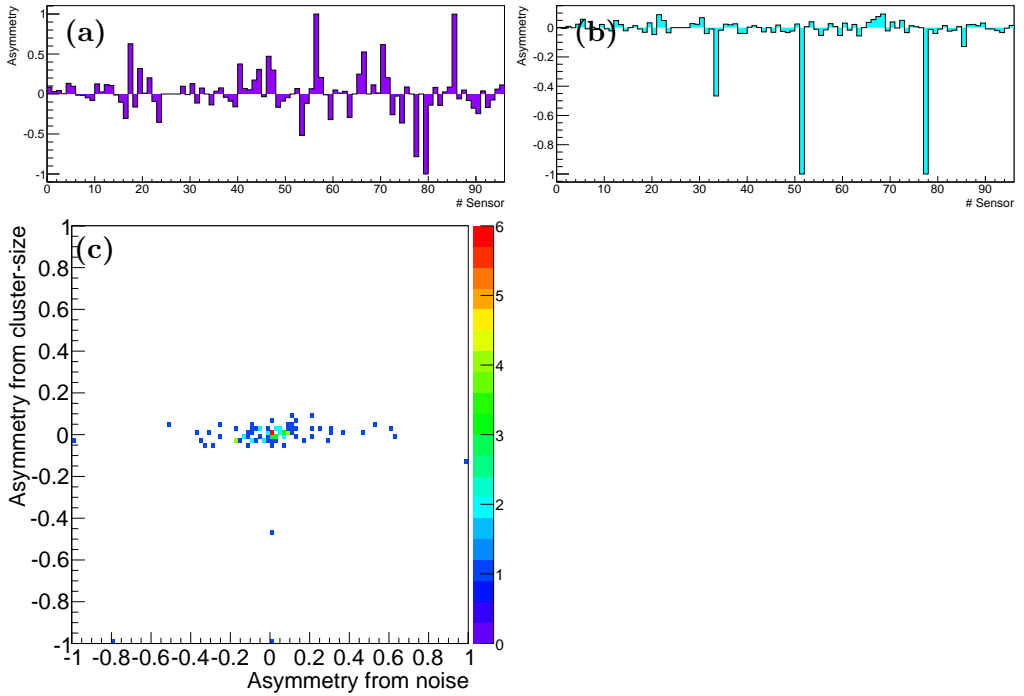 Asymmetry
(a)
1
0.5
0
-0.5
-1
0 10 20 30 40 50 60 70 80 90
# Sensor
Asymmetry
(b)
0
-0.2
-0.4
-0.6
-0.8
-1
0 10 20 30 40 50 60 70 80 90
# Sensor
Asymmetry from cluster-size
(c)
1
0.8
0.6
0.4
0.2
0
-0.2
-0.4
-0.6
-0.8
-1
-1 -0.8 -0.6 -0.4 -0.2 0 0.2 0.4 0.6 0.8 1
Asymmetry from noise
6
5
4
3
2
1
0